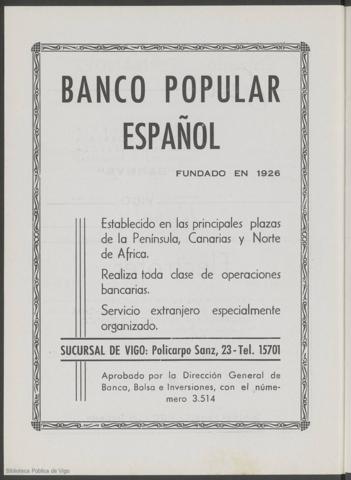 BANCO POPULAR
ESPAÑOL
FUNDADO EN 1926
Establecido en las principales plazas
de la Península, Canarias y Norte
de Africa.
Realiza toda clase de operaciones
bancarias.
Servicio extranjero especialmente
organizado.
SUCURSAL DE VIGO: Policarpo Sanz, 23 - Tel. 15701
Aprobado por la Dirección General de
Banca, Bolsa e Inversiones, con el núme-
mero 3.514
Biblioteca Pública de Vigo